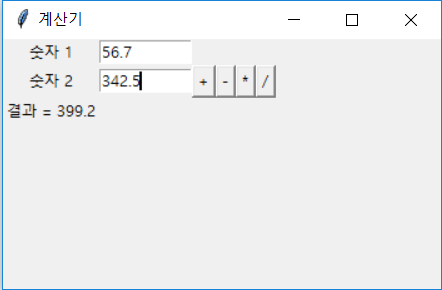 계산기
숫자 1 56.7
숫자 2 342.5 + - * /
결과 = 399.2